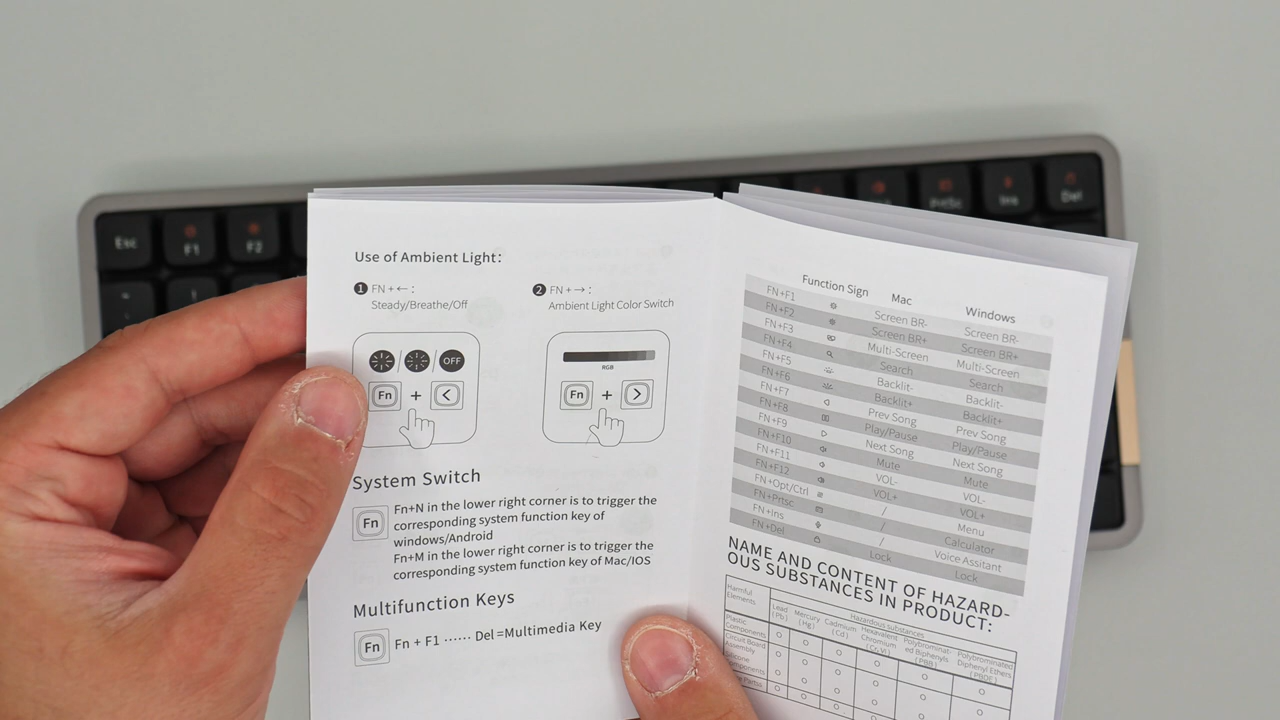 Esc
F1
F2
PrtSc
Ins
Del
Use of Ambient Light:
1 FN + ← :
Steady/Breathe/Off
2 FN + → :
Ambient Light Color Switch
OFF
Fn + <
RGB
Fn + >
System Switch
Fn
Fn+N in the lower right corner is to trigger the
corresponding system function key of
windows/Android
Fn+M in the lower right corner is to trigger the
corresponding system function key of Mac/IOS
Multifunction Keys
Fn
Fn + F1 ······ Del =Multimedia Key
Function Sign Mac Windows
FN+F1 Screen BR- Screen BR-
FN+F2 Screen BR+ Screen BR+
FN+F3 Multi-Screen Multi-Screen
FN+F4 Search Search
FN+F5 Backlit- Backlit-
FN+F6 Backlit+ Backlit+
FN+F7 Prev Song Prev Song
FN+F8 Play/Pause Play/Pause
FN+F9 Next Song Next Song
FN+F10 Mute Mute
FN+F11 VOL- VOL-
FN+F12 VOL+ VOL+
FN+Opt/Ctrl / Menu
FN+Prtsc / Calculator
FN+Ins / Voice Assitant
FN+Del Lock Lock
NAME AND CONTENT OF HAZARD-
OUS SUBSTANCES IN PRODUCT:
Harmful
Elements
Hazardous substances
Lead
(Pb)
Mercury
(Hg)
Cadmium
(Cd)
Hexavalent
Chromium
(Cr,VI)
Polybrominat-
ed Biphenyls
(PBB)
Polybrominated
Diphenyl Ethers
(PBDE)
Plastic
Components
Circuit Board
Assembly
Components